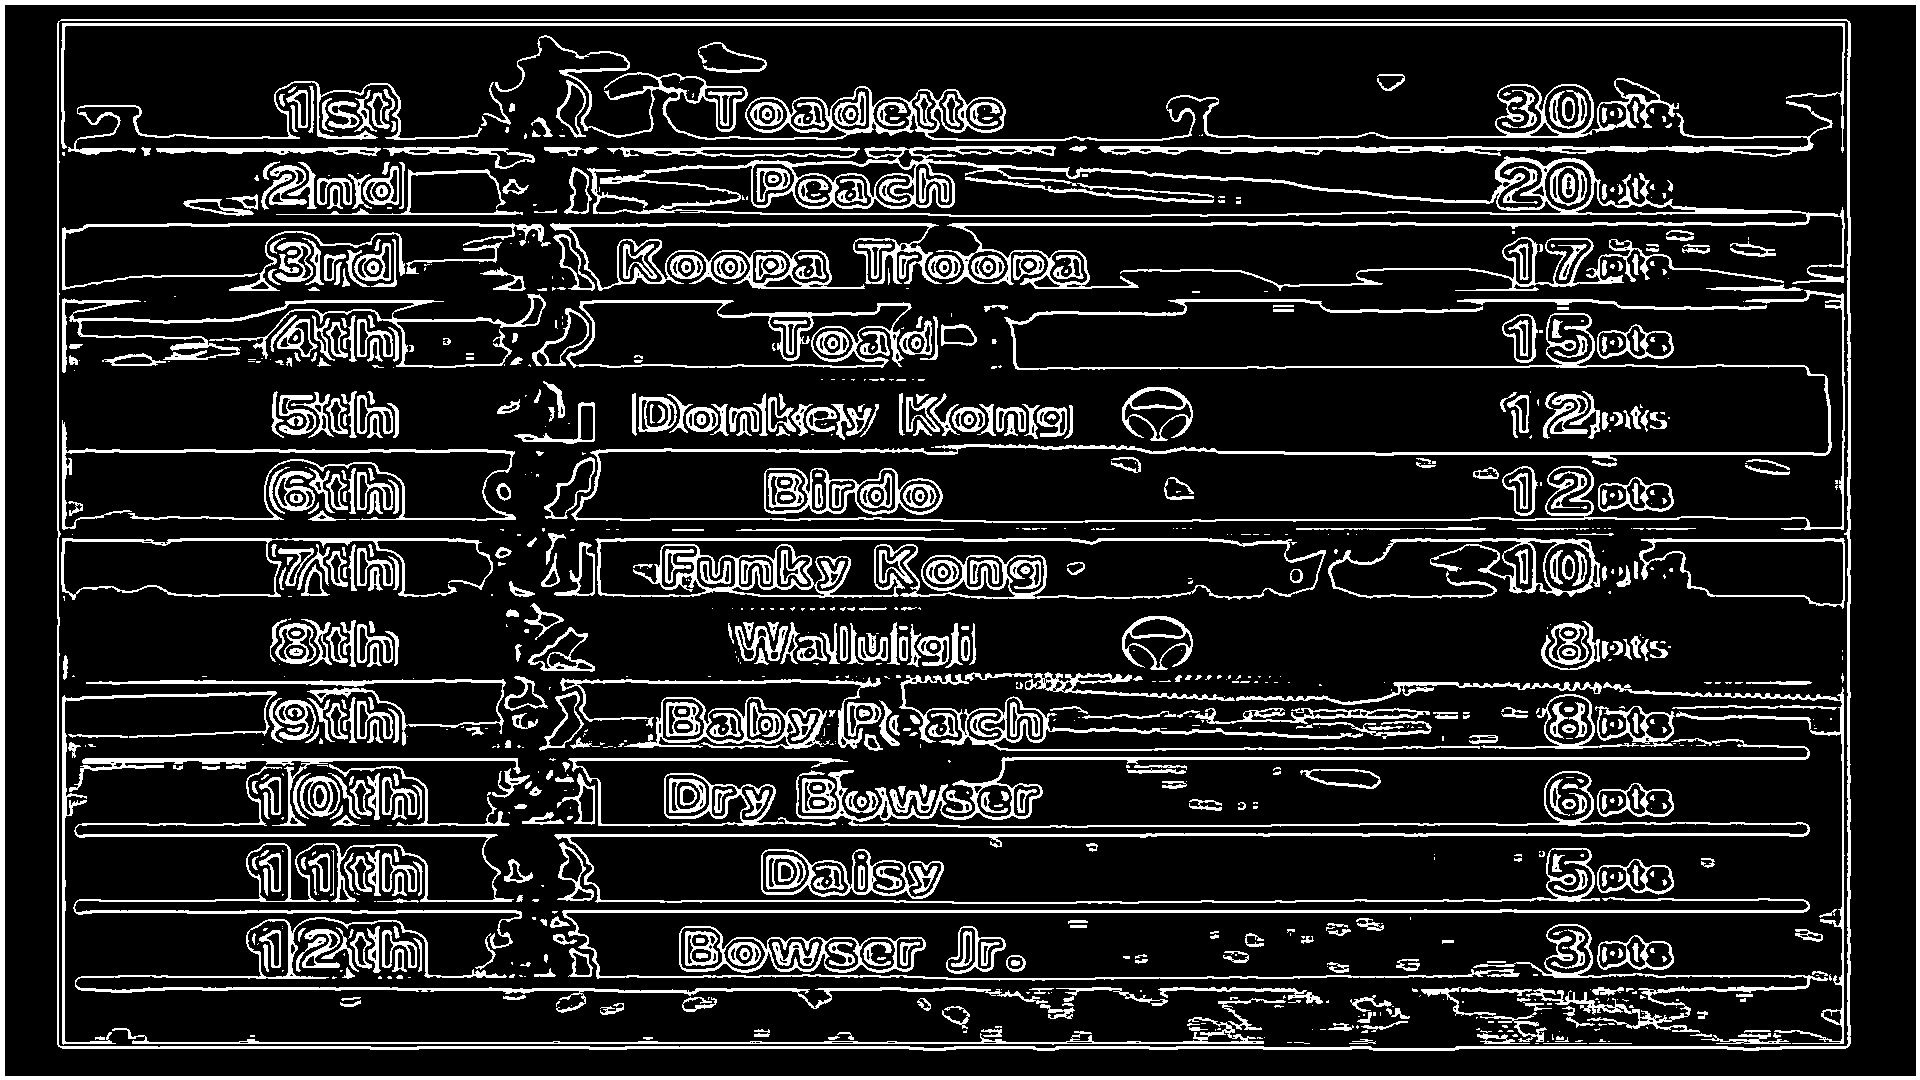 1st Toadette 30pts
2nd Peach 20pts
3rd Koopa Troopa 17pts
4th Toad 15pts
5th Donkey Kong 12pts
6th Birdo 12pts
7th Funky Kong 10pts
8th Waluigi 8pts
9th Baby Peach 8pts
10th Dry Bowser 6pts
11th Daisy 5pts
12th Bowser Jr. 3pts